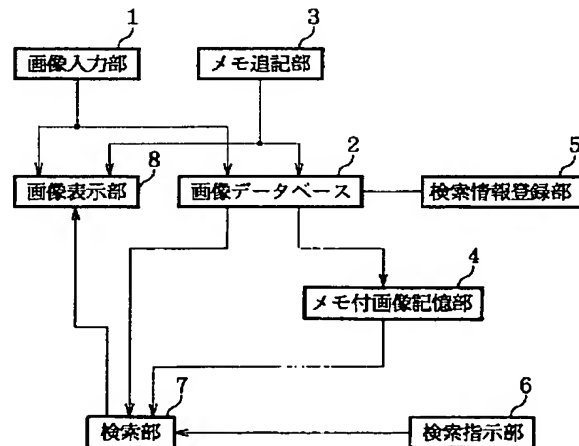 1
画像入力部
3
メモ追記部
5
検索情報登録部
2
画像データベース
8
画像表示部
4
メモ付画像記憶部
7
検索部
6
検索指示部